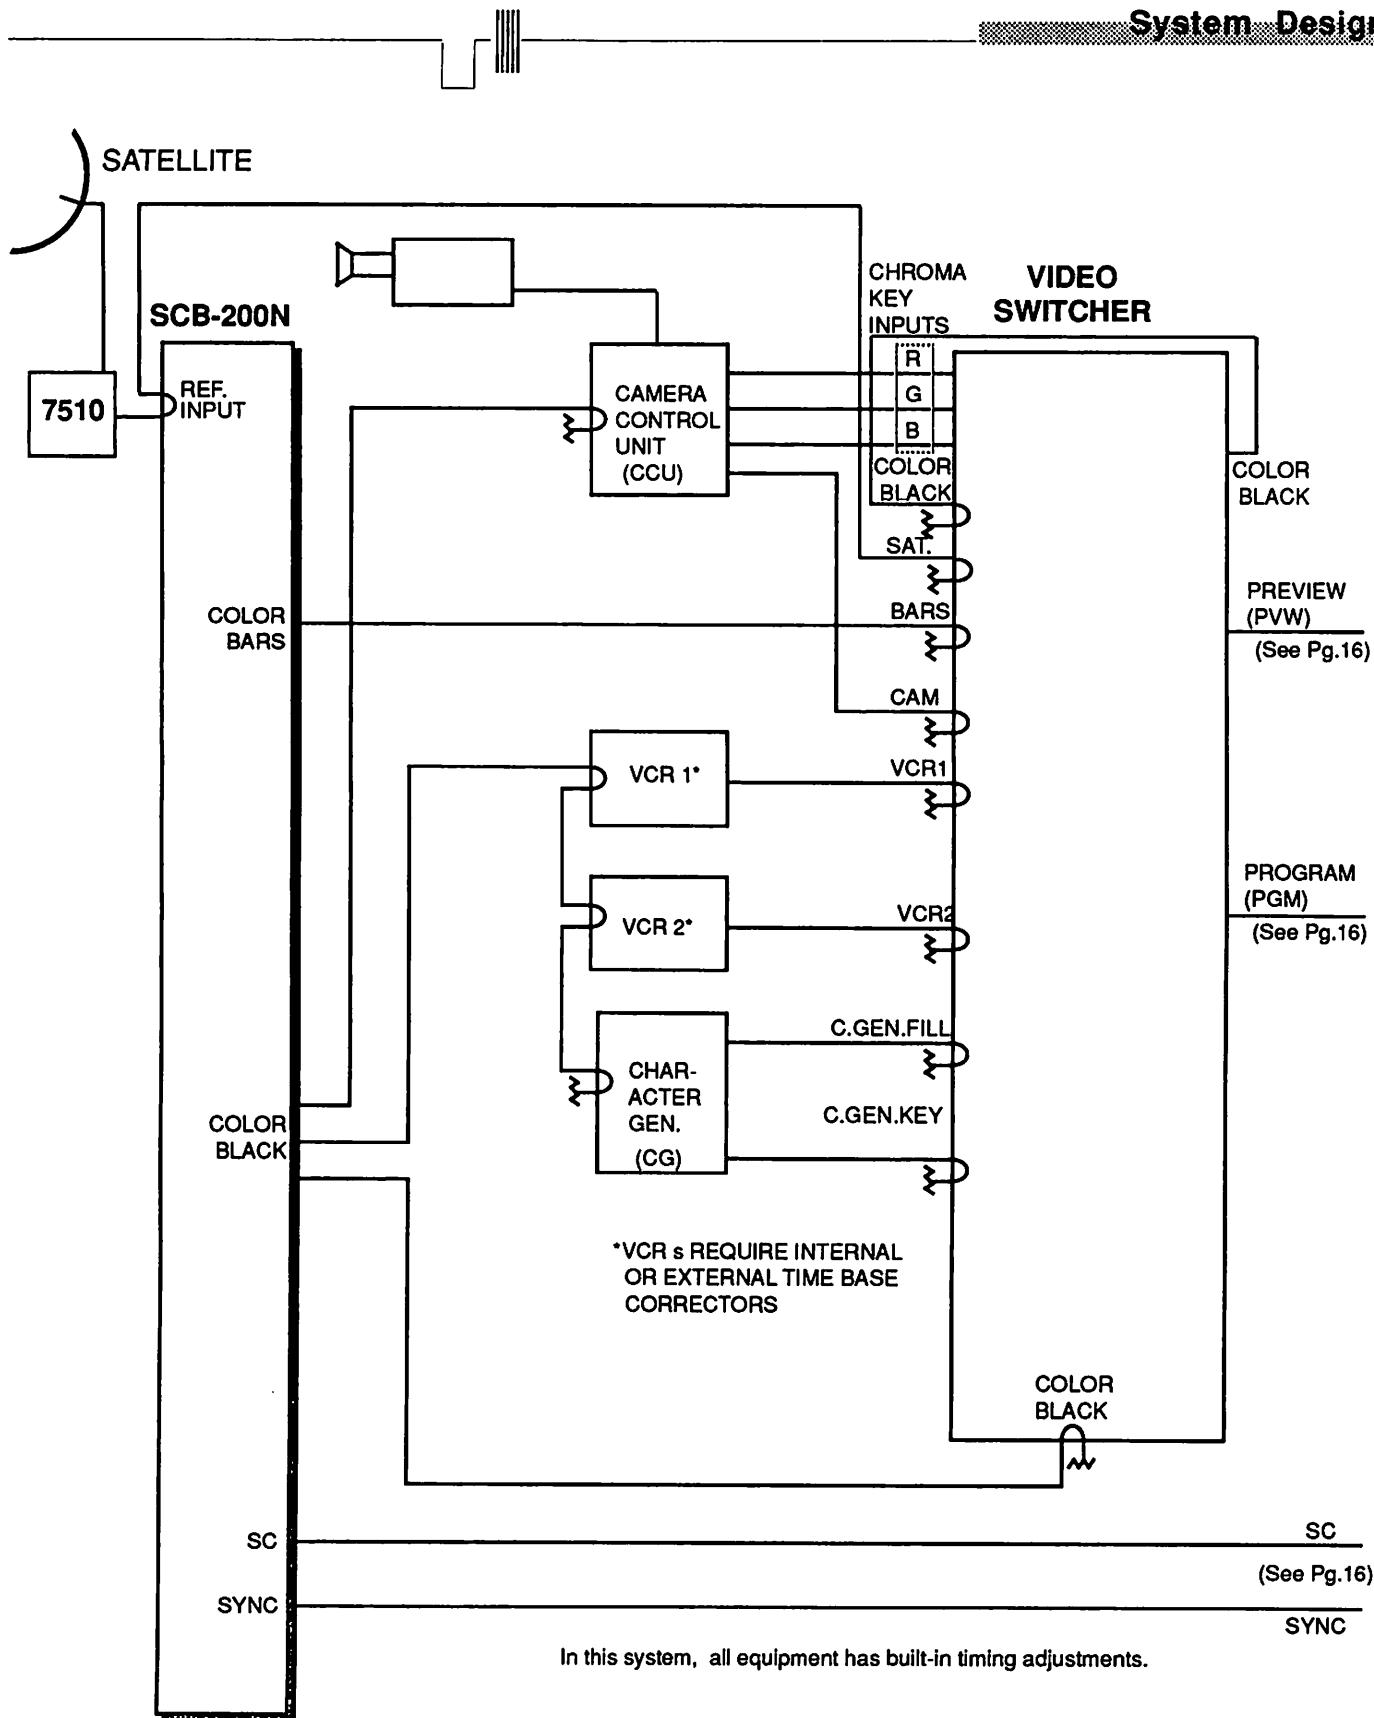 System Design
SATELLITE
SCB-200N
7510
REF.
INPUT
CAMERA
CONTROL
UNIT
(CCU)
CHROMA
KEY
INPUTS
R
G
B
VIDEO
SWITCHER
COLOR
BLACK
COLOR
BLACK
SAT.
COLOR
BARS
BARS
PREVIEW
(PVW)
(See Pg.16)
CAM
VCR 1*
VCR1
VCR 2*
VCR2
PROGRAM
(PGM)
(See Pg.16)
CHAR-
ACTER
GEN.
(CG)
C.GEN.FILL
C.GEN.KEY
COLOR
BLACK
*VCR s REQUIRE INTERNAL
OR EXTERNAL TIME BASE
CORRECTORS
COLOR
BLACK
SC
SC
(See Pg.16)
SYNC
SYNC
In this system, all equipment has built-in timing adjustments.